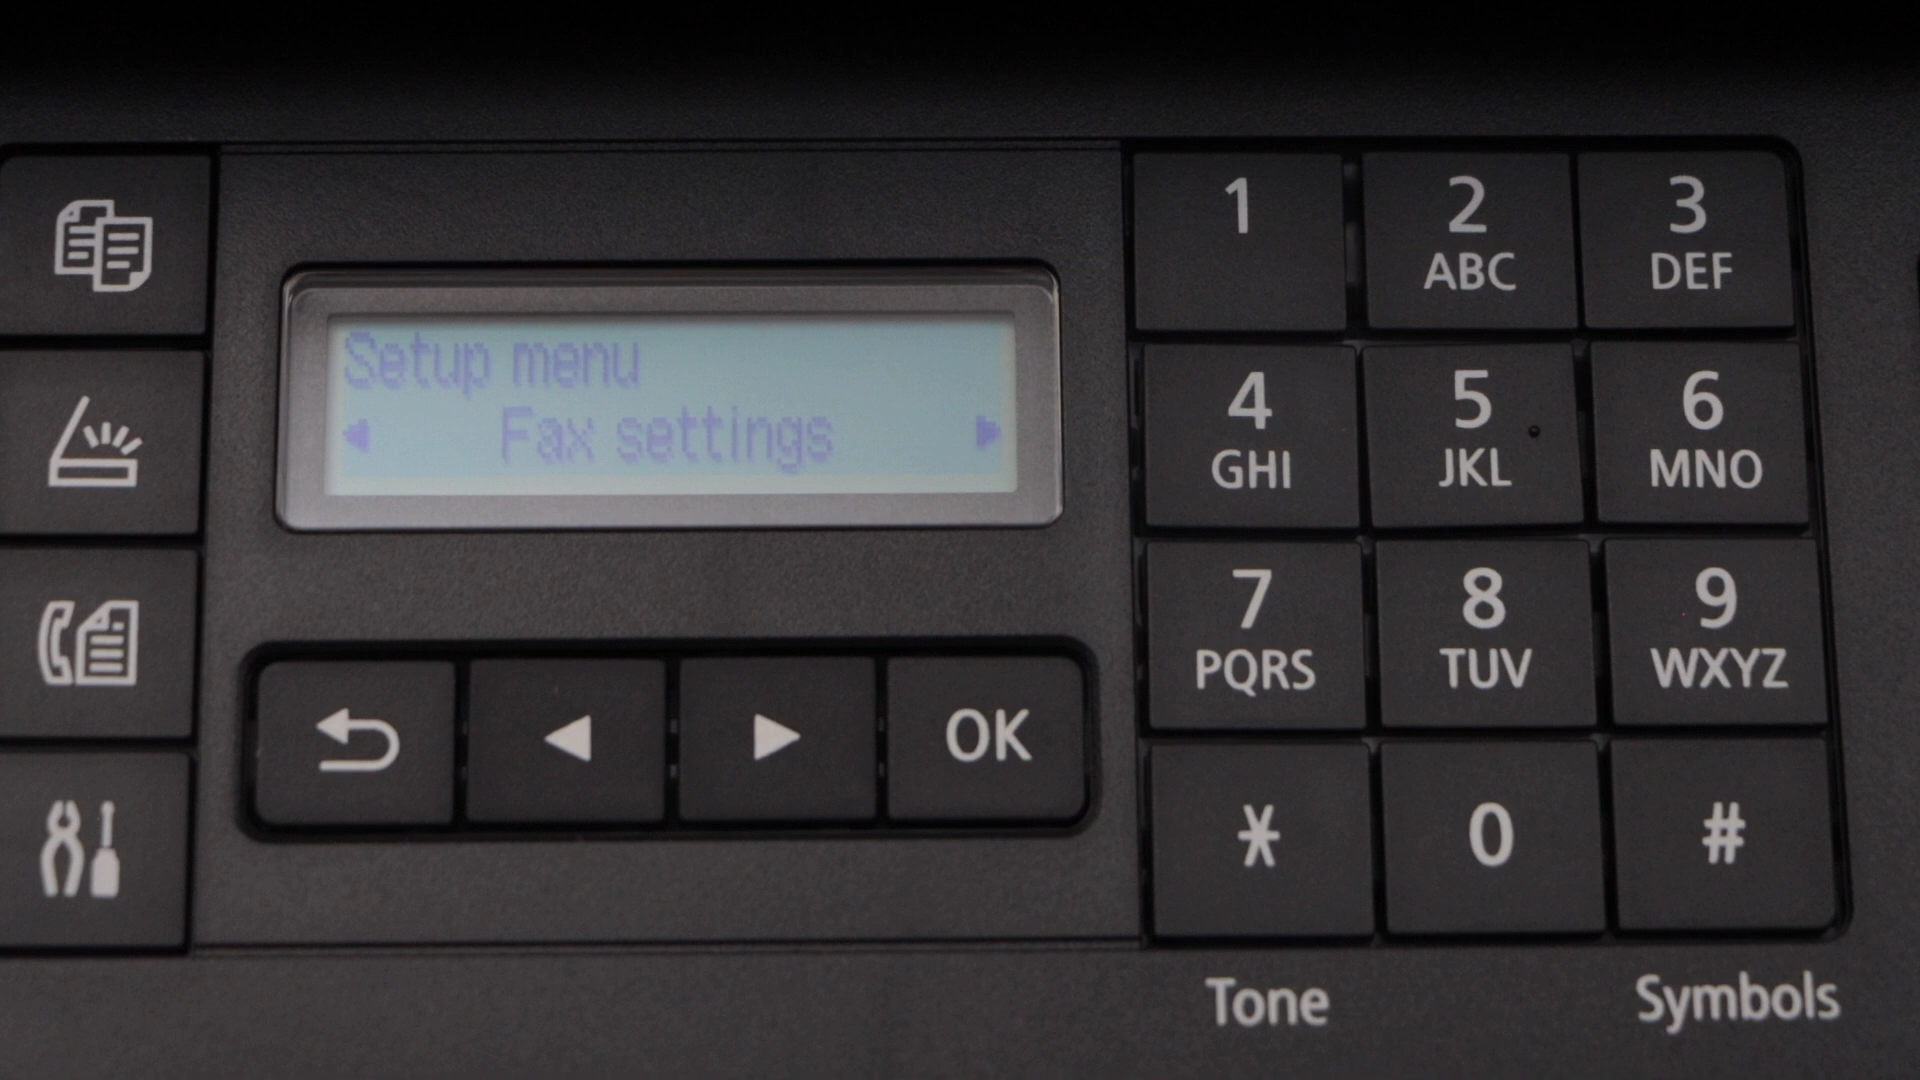 Setup menu
◀ Fax settings ▶
OK
1
2
ABC
3
DEF
4
GHI
5
JKL
6
MNO
7
PQRS
8
TUV
9
WXYZ
*
0
#
Tone
Symbols